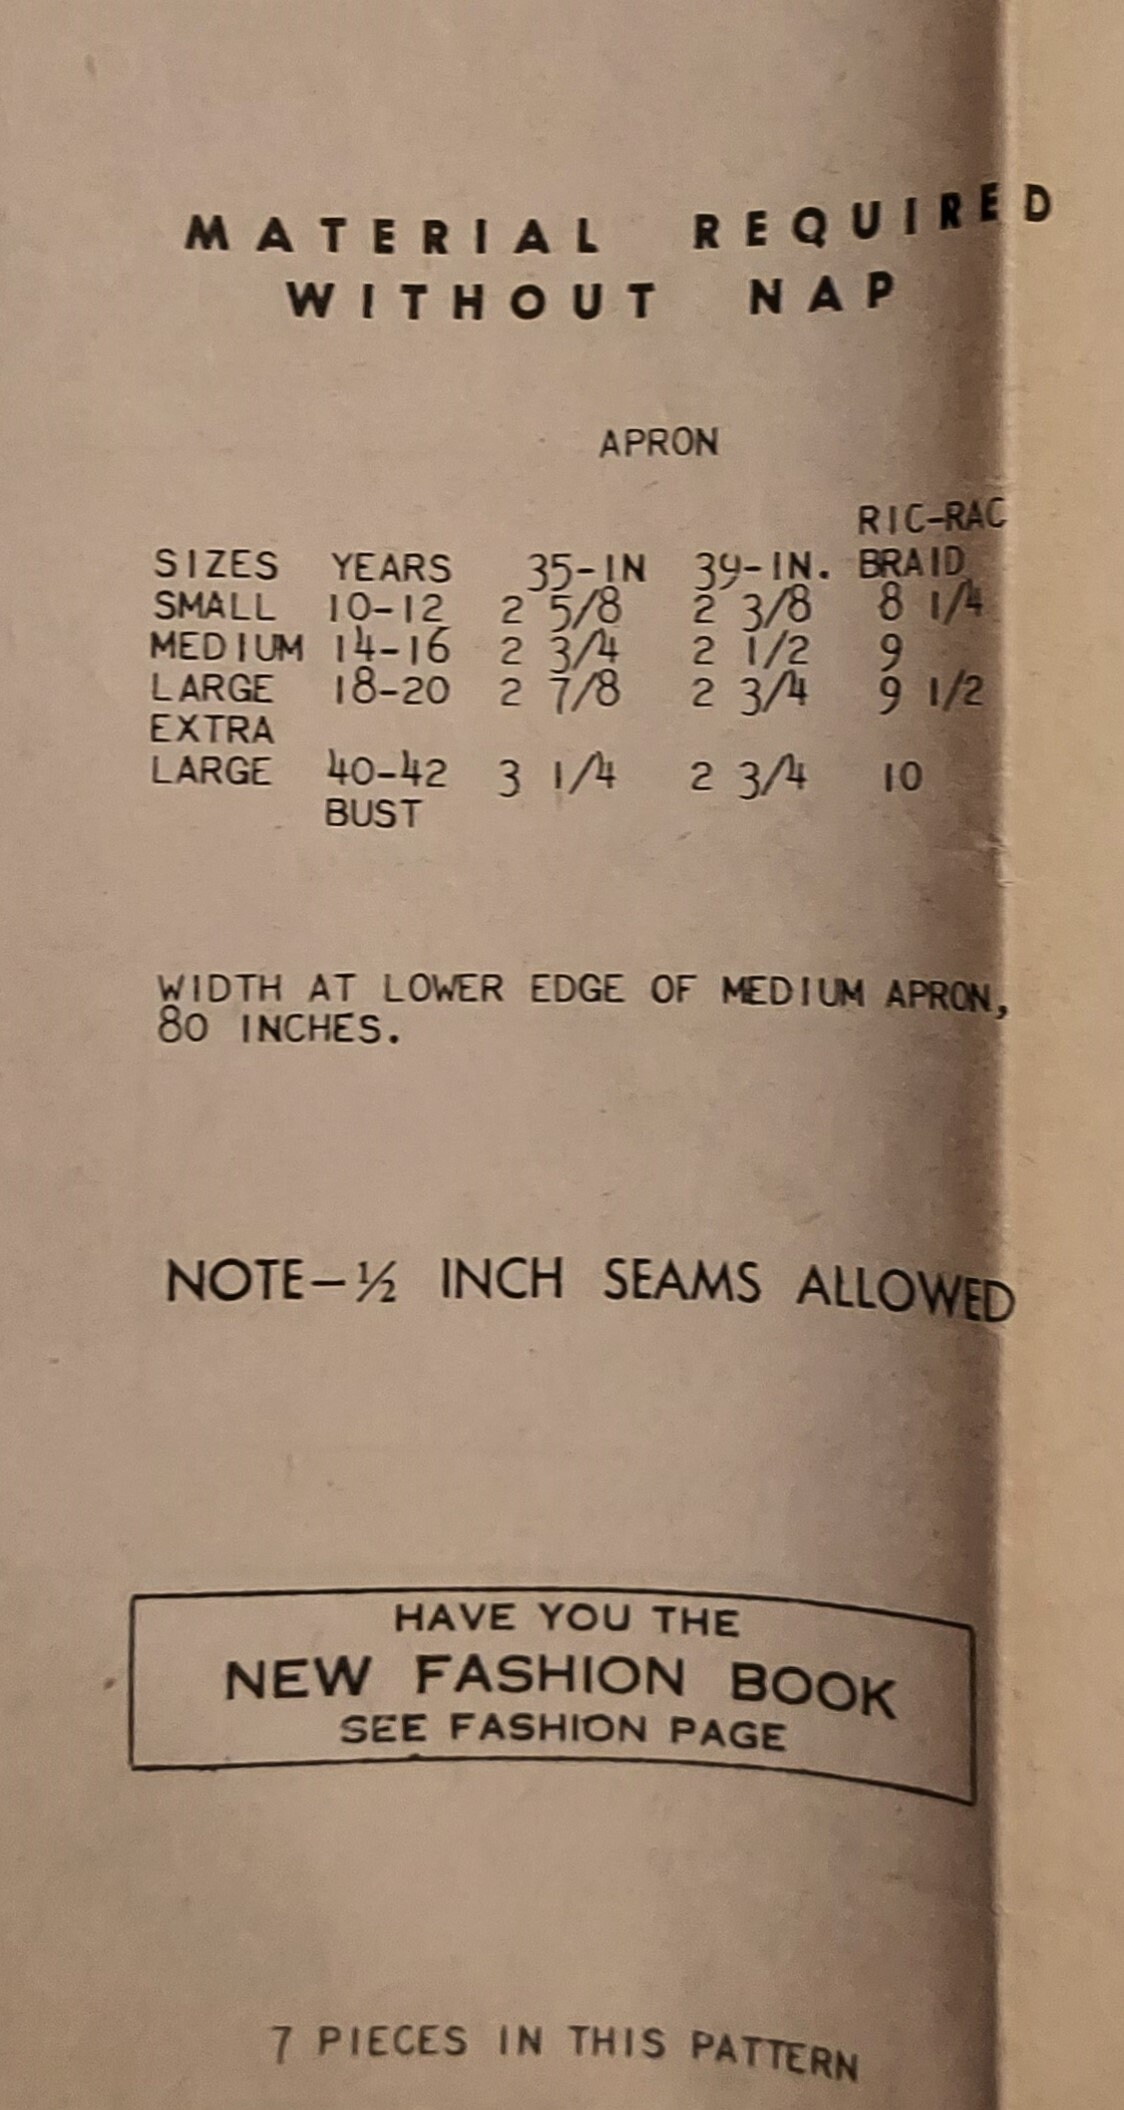 MATERIAL REQUIRED
WITHOUT NAP
APRON
RIC-RAC
SIZES YEARS 35-IN 39-IN. BRAID
SMALL 10-12 2 5/8 2 3/8 8 1/4
MEDIUM 14-16 2 3/4 2 1/2 9
LARGE 18-20 2 7/8 2 3/4 9 1/2
EXTRA
LARGE 40-42 3 1/4 2 3/4 10
BUST
WIDTH AT LOWER EDGE OF MEDIUM APRON,
80 INCHES.
NOTE-½ INCH SEAMS ALLOWED
HAVE YOU THE
NEW FASHION BOOK
SEE FASHION PAGE
7 PIECES IN THIS PATTERN